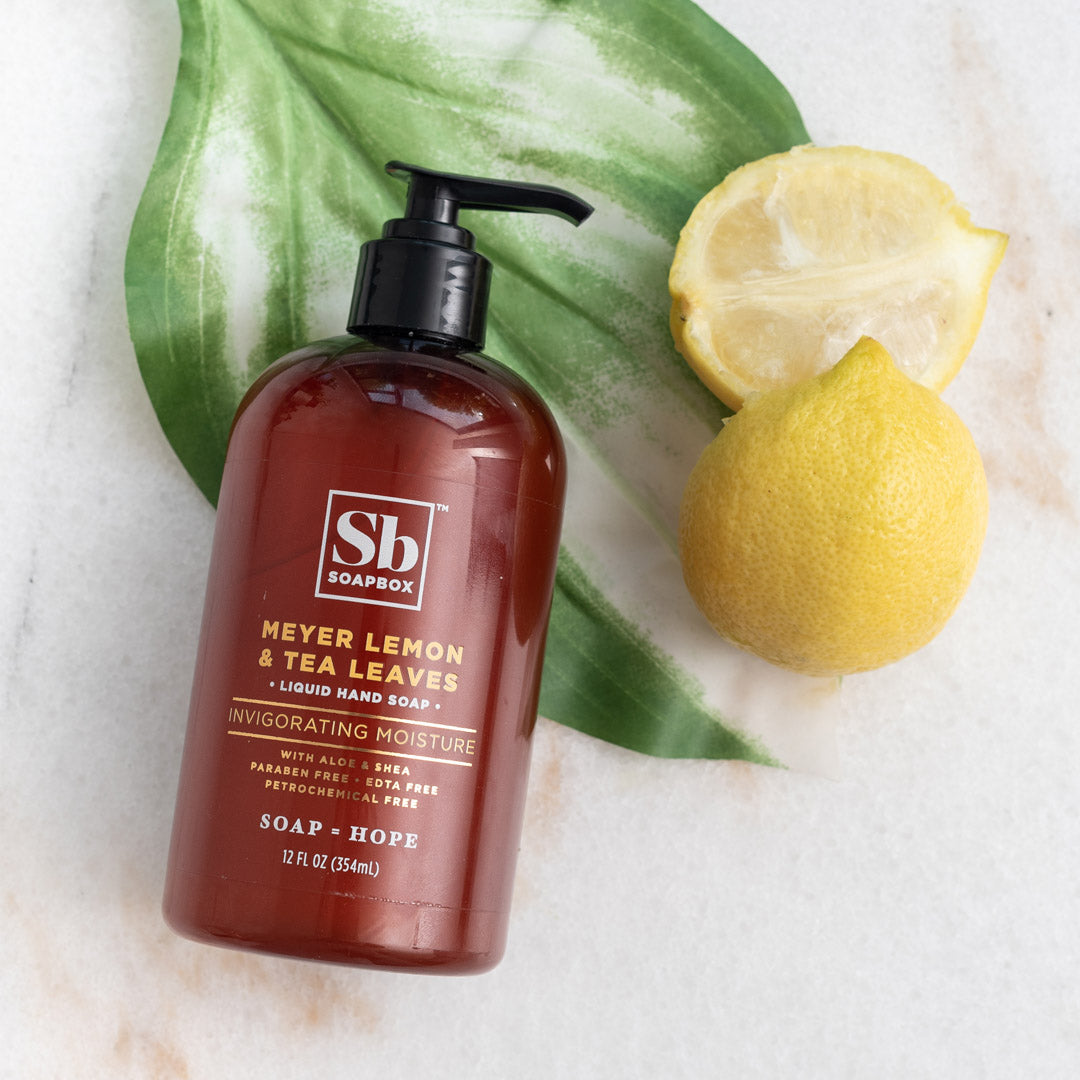 Sb™
SOAPBOX
MEYER LEMON
& TEA LEAVES
• LIQUID HAND SOAP •
INVIGORATING MOISTURE
WITH ALOE & SHEA
PARABEN FREE • EDTA FREE
PETROCHEMICAL FREE
SOAP = HOPE
12 FL OZ (354mL)